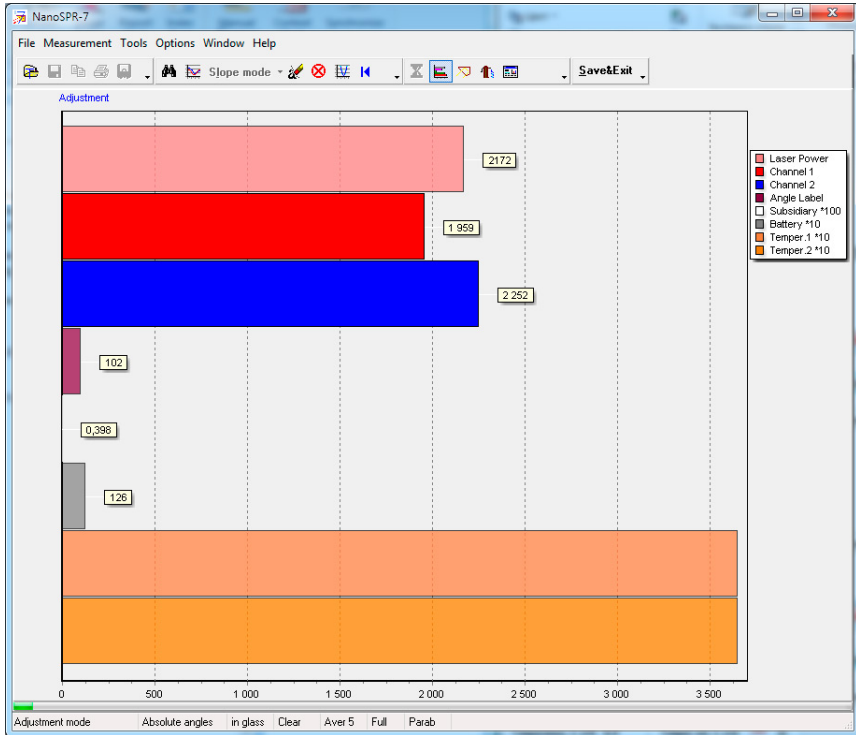 NanoSPR-7
File Measurement Tools Options Window Help
Slope mode
Save&Exit
Adjustment
2172
1 959
2 252
102
0,398
126
Laser Power
Channel 1
Channel 2
Angle Label
Subsidiary *100
Battery *10
Temper.1 *10
Temper.2 *10
0 500 1 000 1 500 2 000 2 500 3 000 3 500
Adjustment mode Absolute angles in glass Clear Aver 5 Full Parab